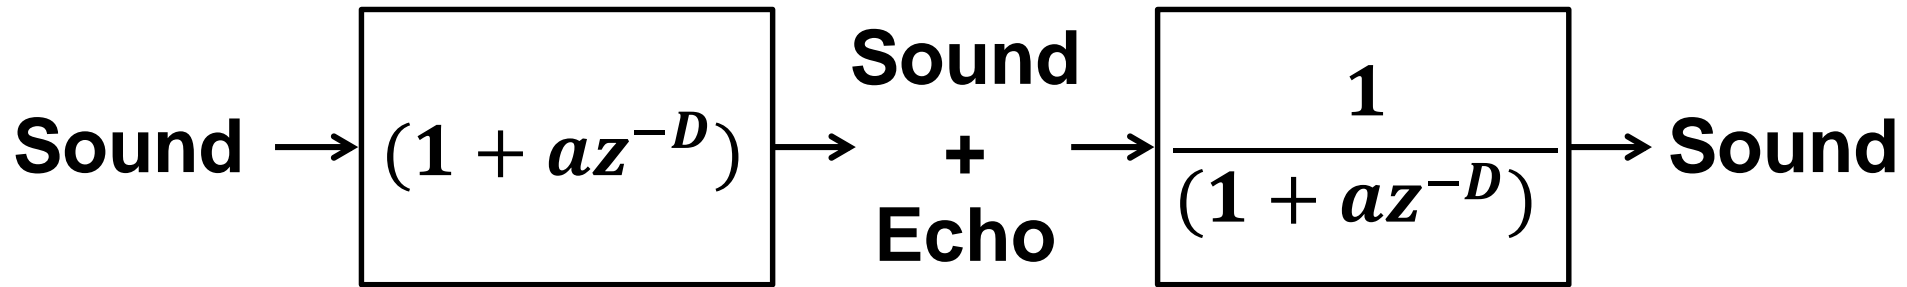 Sound
(1 + az^{-D})
Sound
+
Echo
1
(1 + az^{-D})
Sound